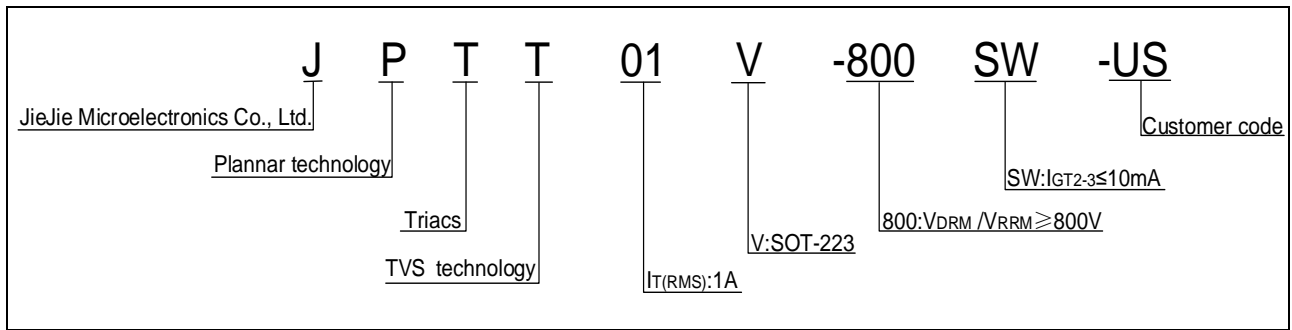 J P T T 01 V -800 SW -US
JieJie Microelectronics Co., Ltd.
Customer code
Plannar technology
SW:IGT2-3≤10mA
Triacs
800:VDRM /VRRM≥800V
V:SOT-223
TVS technology
IT(RMS):1A